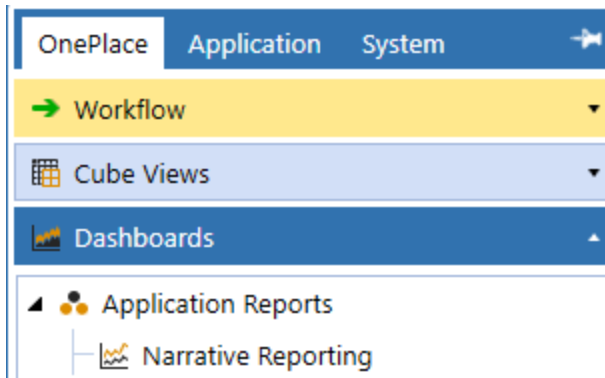 OnePlace Application System
Workflow
Cube Views
Dashboards
Application Reports
Narrative Reporting